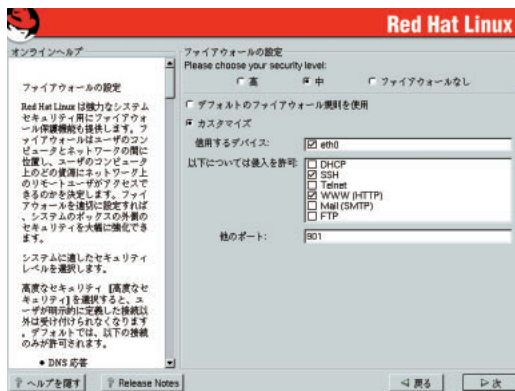 Red Hat Linux
オンラインヘルプ
ファイアウォールの設定
Red Hat Linuxは強力なシステム
セキュリティ用にファイアウォ
ール保護機能も提供します。フ
ァイアウォールはユーザのコン
ピュータとネットワークの間に
位置し、ユーザのコンピュータ
上のどの資源にネットワーク上
のリモートユーザがアクセスで
きるのかを決定します。ファイ
アウォールを適切に設定すれば
、システムのボックスの外側の
セキュリティを大幅に強化でき
ます。
システムに適したセキュリティ
レベルを選択します。
高度なセキュリティ [高度なセ
キュリティ] を選択すると、ユ
ーザが明示的に定義した接続以
外は受け付けられなくなります
。デフォルトでは、以下の接続
のみが許可されます。
● DNS 応答
ファイアウォールの設定
Please choose your security level:
高
中
ファイアウォールなし
デフォルトのファイアウォール規則を使用
カスタマイズ
信用するデバイス:
eth0
以下については侵入を許可:
DHCP
SSH
Telnet
WWW (HTTP)
Mail (SMTP)
FTP
他のポート:
901
ヘルプを隠す
Release Notes
戻る
次